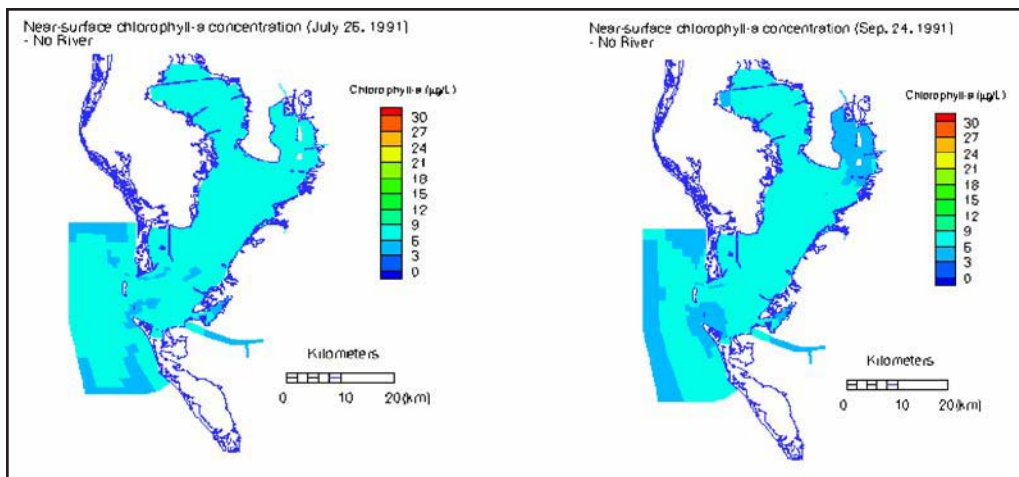 Near-surface chlorophyll-a concentration (July 25, 1991)
- No River
Chlorophyll-a (µg/L)
30
27
24
21
18
15
12
9
6
3
0
Kilometers
0 10 20(km)
Near-surface chlorophyll-a concentration (Sep. 24, 1991)
- No River
Chlorophyll-a (µg/L)
30
27
24
21
18
15
12
9
6
3
0
Kilometers
0 10 20(km)